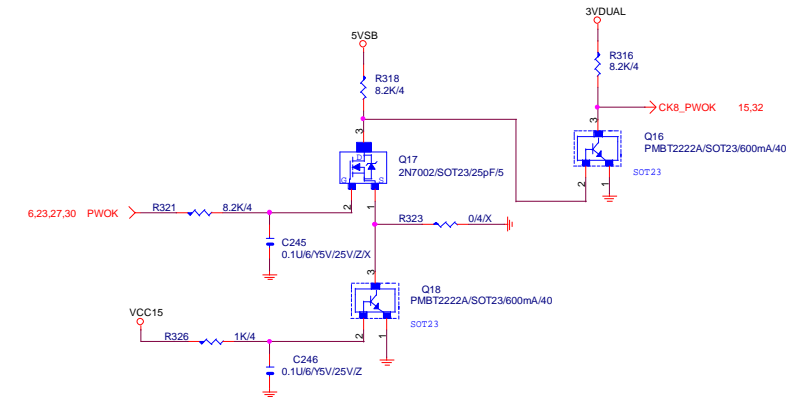 3VDUAL
5VSB
R316
8.2K/4
R318
8.2K/4
CK8_PWOK 15,32
3
Q16
PMBT2222A/SOT23/600mA/40
SOT23
2
1
3
D
G
S
Q17
2N7002/SOT23/25pF/5
2
1
6,23,27,30 PWOK
R321 8.2K/4
R323 0/4/X
C245
0.1U/6/Y5V/25V/Z/X
3
Q18
PMBT2222A/SOT23/600mA/40
SOT23
2
1
VCC15
R326 1K/4
C246
0.1U/6/Y5V/25V/Z